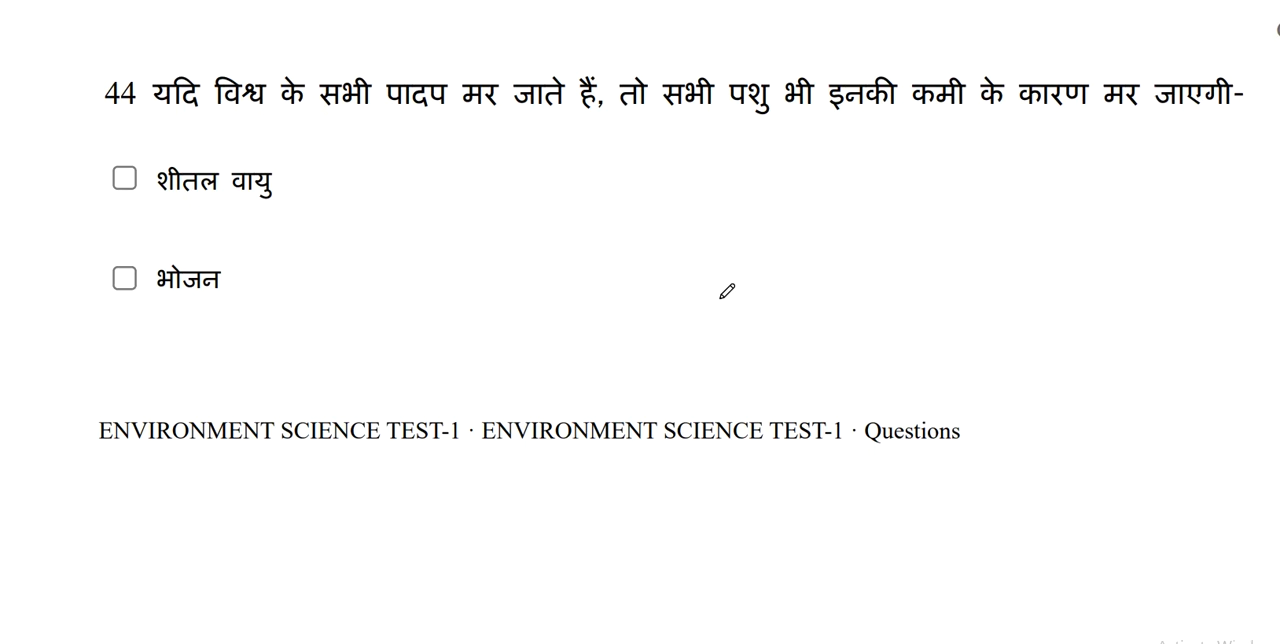 44 यदि विश्व के सभी पादप मर जाते हैं, तो सभी पशु भी इनकी कमी के कारण मर जाएगी-
शीतल वायु
भोजन
ENVIRONMENT SCIENCE TEST-1 · ENVIRONMENT SCIENCE TEST-1 · Questions